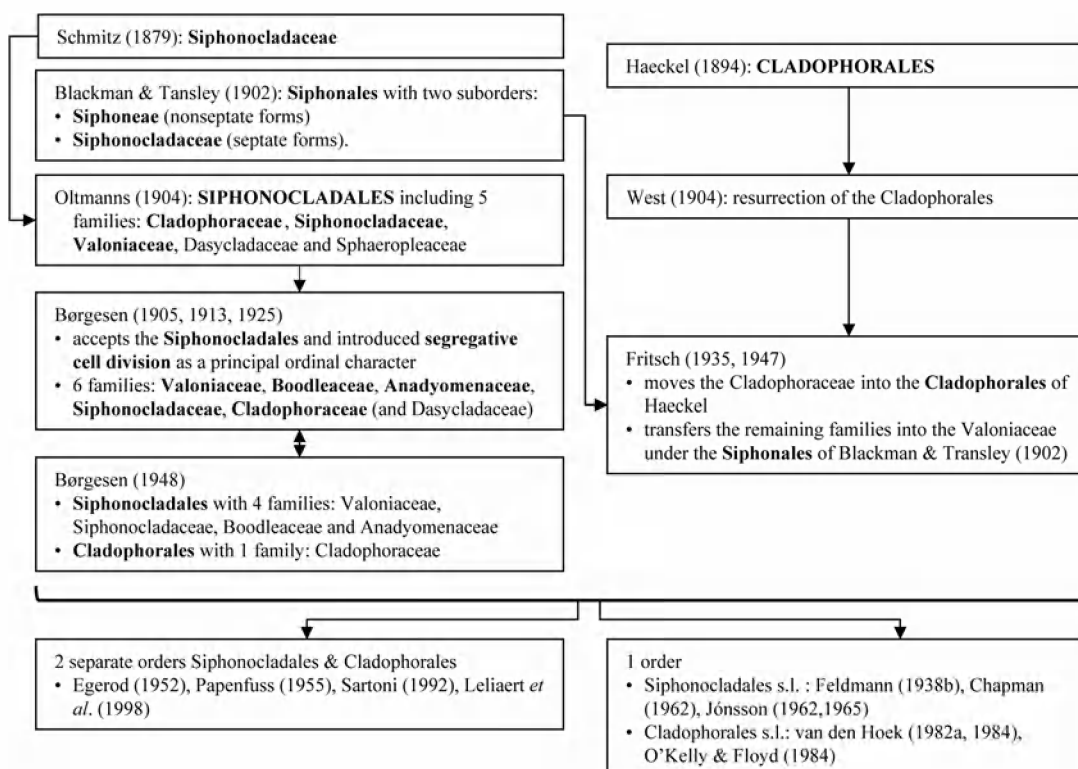 Schmitz (1879): Siphonocladaceae
Blackman & Tansley (1902): Siphonales with two suborders:
• Siphoneae (nonseptate forms)
• Siphonocladaceae (septate forms).
Oltmanns (1904): SIPHONOCLADALES including 5
families: Cladophoraceae, Siphonocladaceae,
Valoniaceae, Dasycladaceae and Sphaeropleaceae
Børgesen (1905, 1913, 1925)
• accepts the Siphonocladales and introduced segregative
cell division as a principal ordinal character
• 6 families: Valoniaceae, Boodleaceae, Anadyomenaceae,
Siphonocladaceae, Cladophoraceae (and Dasycladaceae)
Børgesen (1948)
• Siphonocladales with 4 families: Valoniaceae,
Siphonocladaceae, Boodleaceae and Anadyomenaceae
• Cladophorales with 1 family: Cladophoraceae
Haeckel (1894): CLADOPHORALES
West (1904): resurrection of the Cladophorales
Fritsch (1935, 1947)
• moves the Cladophoraceae into the Cladophorales of
Haeckel
• transfers the remaining families into the Valoniaceae
under the Siphonales of Blackman & Transley (1902)
2 separate orders Siphonocladales & Cladophorales
• Egerod (1952), Papenfuss (1955), Sartoni (1992), Leliaert et
al. (1998)
1 order
• Siphonocladales s.l. : Feldmann (1938b), Chapman
(1962), Jónsson (1962,1965)
• Cladophorales s.l.: van den Hoek (1982a, 1984),
O'Kelly & Floyd (1984)